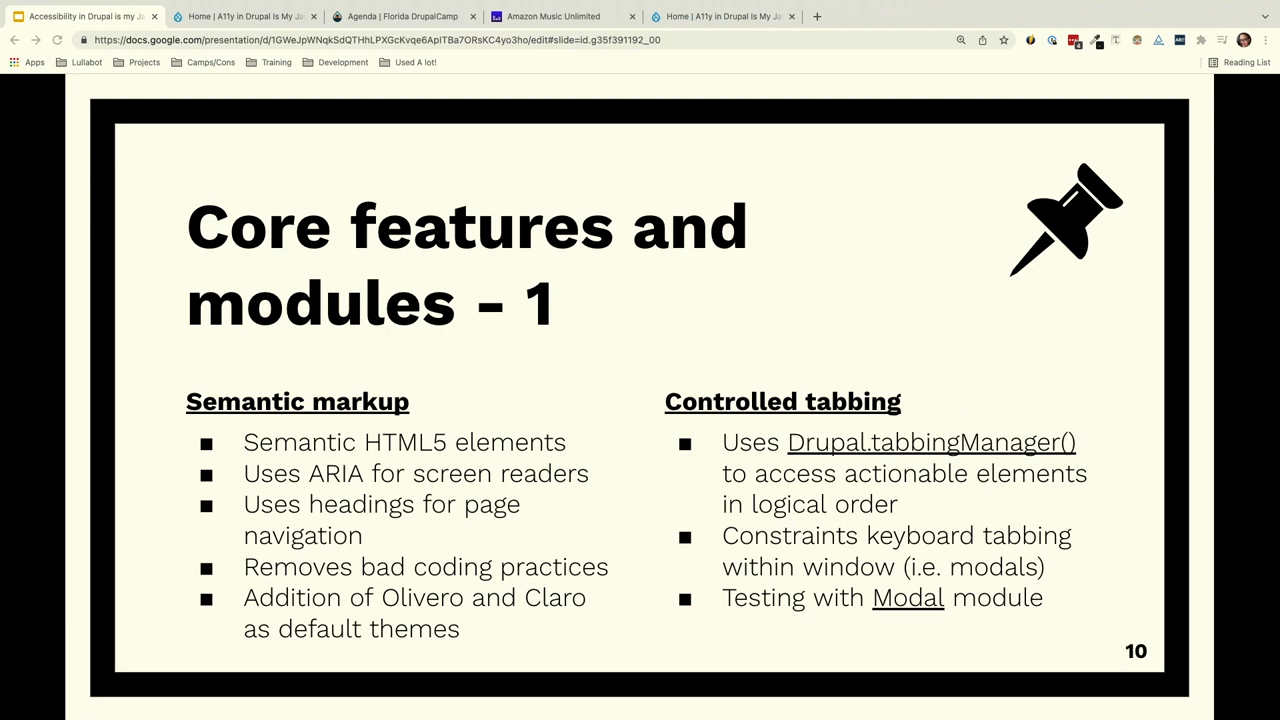 Accessibility in Drupal is my Ja
Home | A11y in Drupal Is My Ja
Agenda | Florida DrupalCamp
Amazon Music Unlimited
Home | A11y in Drupal Is My Ja
https://docs.google.com/presentation/d/1GWeJpWNqkSdQTHhLPXGcKvqe6ApITBa7ORsKC4yo3ho/edit#slide=id.g35f391192_00
Apps
Lullabot
Projects
Camps/Cons
Training
Development
Used A lot!
Reading List
Core features and
modules - 1
Semantic markup
■ Semantic HTML5 elements
■ Uses ARIA for screen readers
■ Uses headings for page
navigation
■ Removes bad coding practices
■ Addition of Olivero and Claro
as default themes
Controlled tabbing
■ Uses Drupal.tabbingManager()
to access actionable elements
in logical order
■ Constraints keyboard tabbing
within window (i.e. modals)
■ Testing with Modal module
10